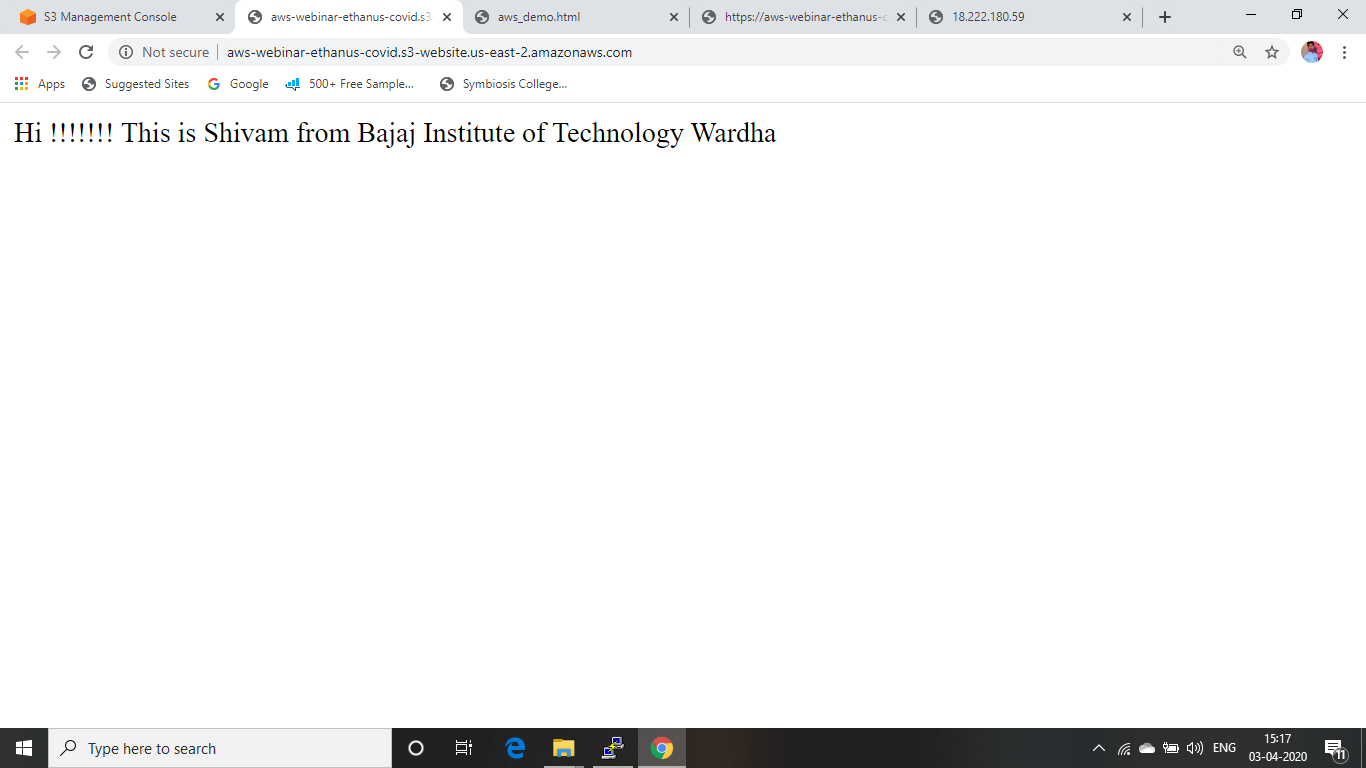 S3 Management Console
aws-webinar-ethanus-covid.s3
aws_demo.html
https://aws-webinar-ethanus-c
18.222.180.59
Not secure
aws-webinar-ethanus-covid.s3-website.us-east-2.amazonaws.com
Apps
Suggested Sites
Google
500+ Free Sample...
Symbiosis College...
Hi !!!!!!! This is Shivam from Bajaj Institute of Technology Wardha
Type here to search
ENG
15:17
03-04-2020
11